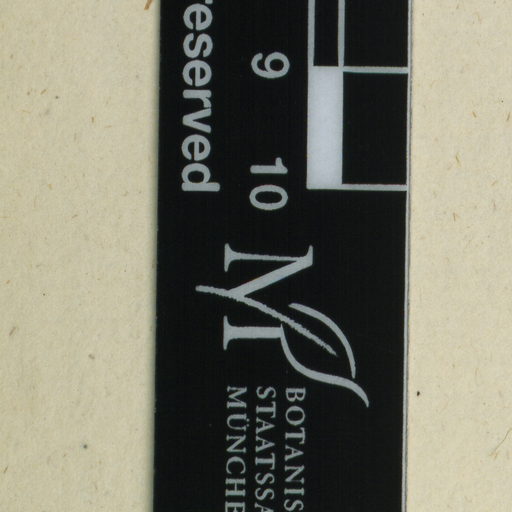 9 10
reserved
BOTANIS
STAATSSA
MÜNCHE